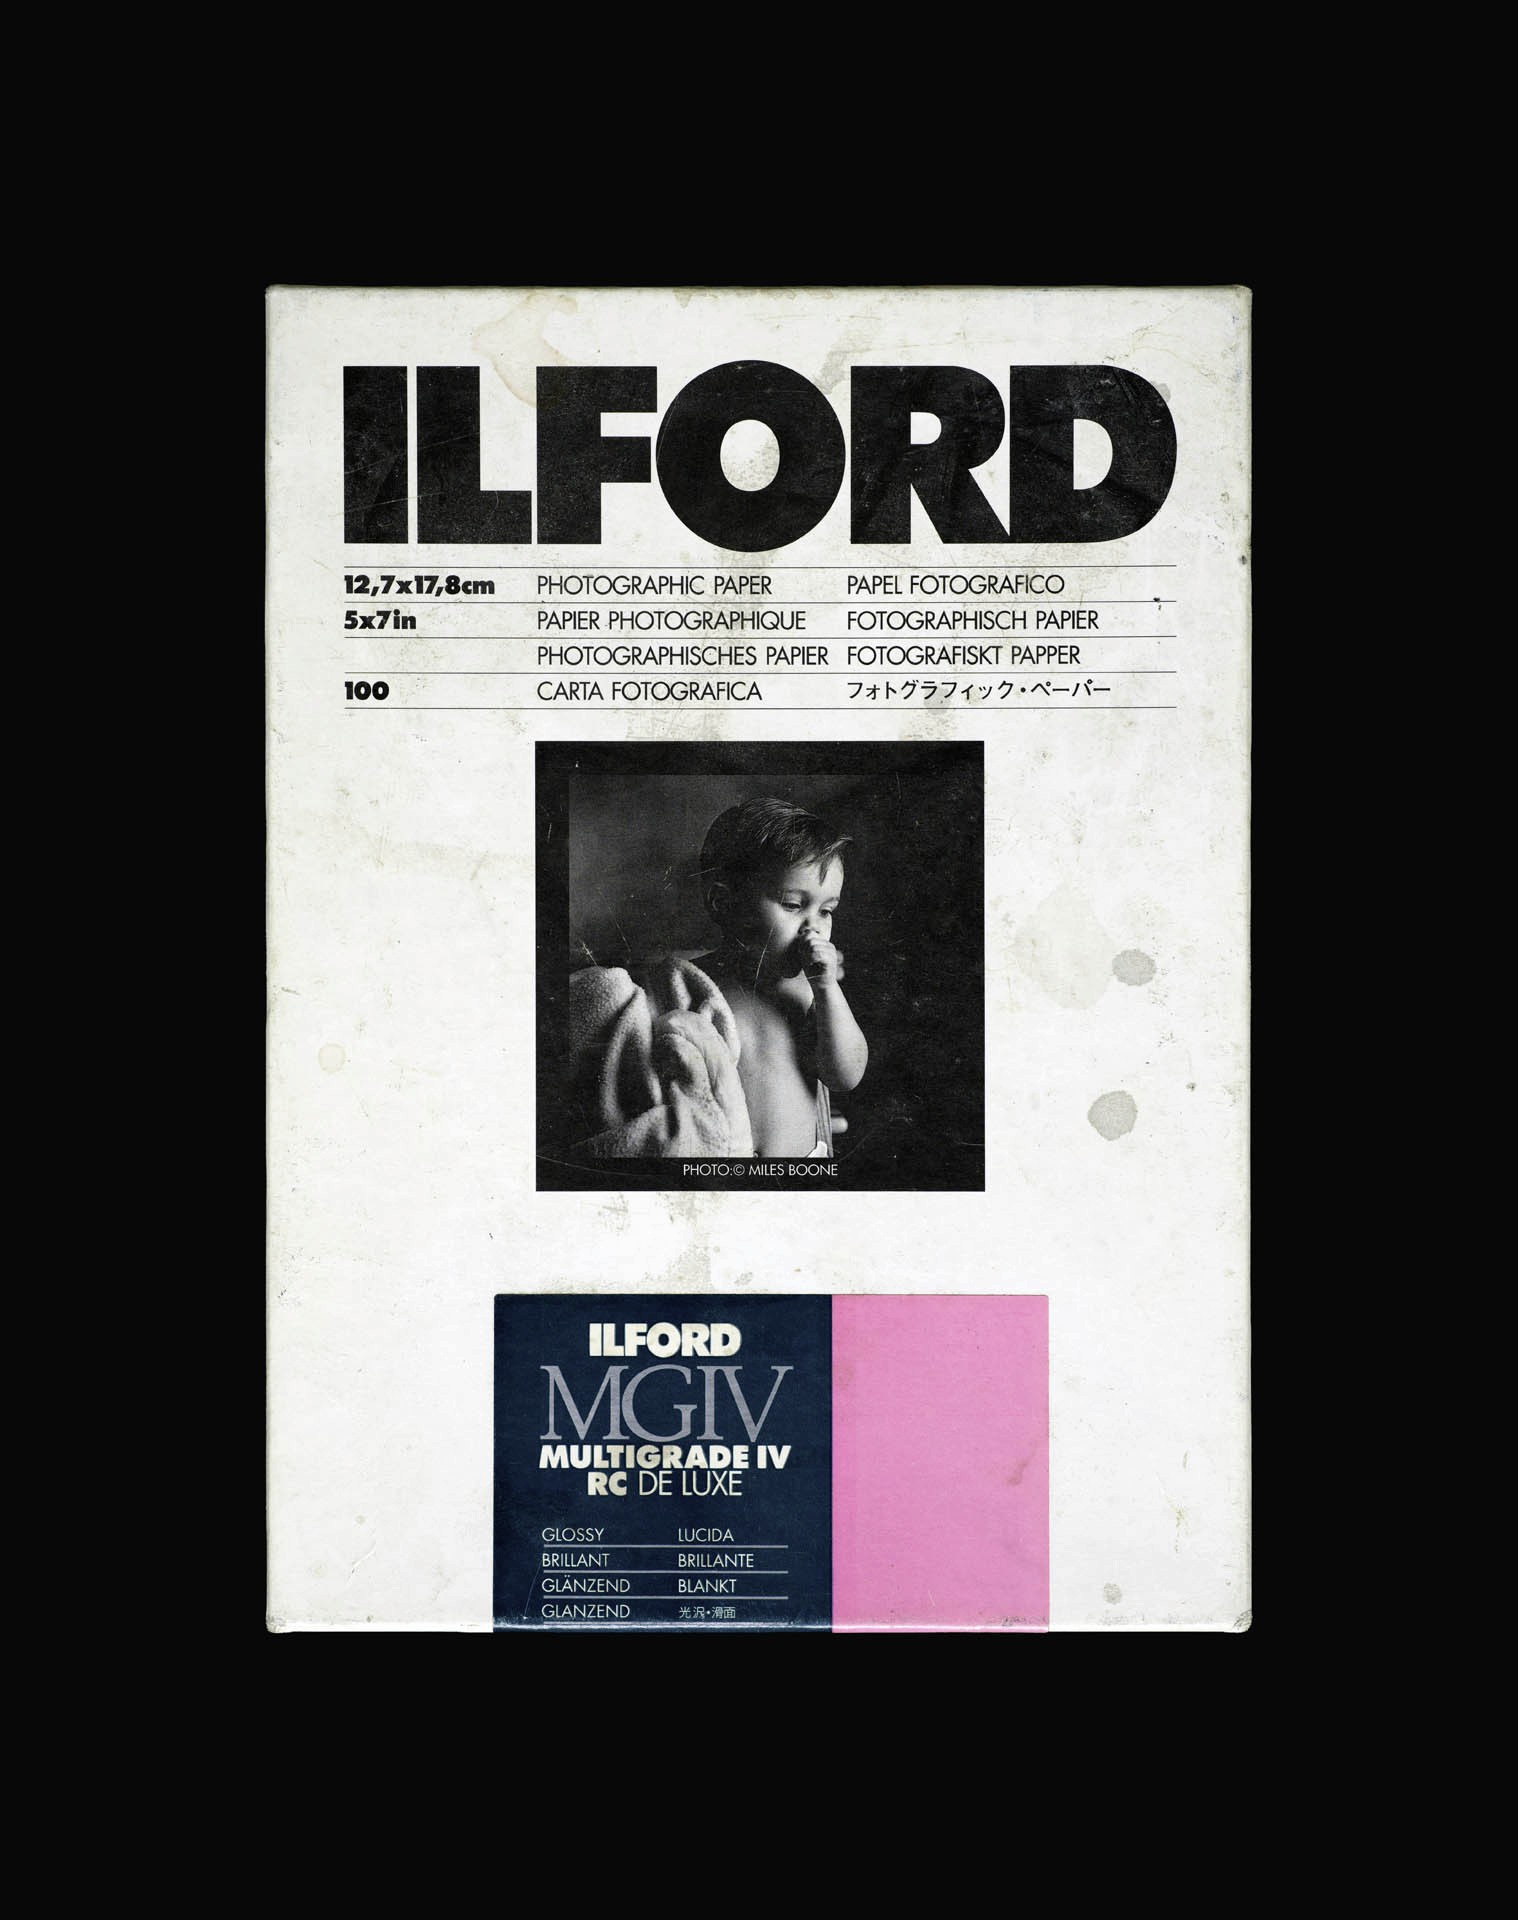 ILFORD
12,7x17,8cm PHOTOGRAPHIC PAPER PAPEL FOTOGRAFICO
5x7in PAPIER PHOTOGRAPHIQUE FOTOGRAPHISCH PAPIER
PHOTOGRAPHISCHES PAPIER FOTOGRAFISKT PAPPER
100 CARTA FOTOGRAFICA フォトグラフィック・ペーパー
PHOTO:© MILES BOONE
ILFORD
MGIV
MULTIGRADE IV
RC DE LUXE
GLOSSY LUCIDA
BRILLANT BRILLANTE
GLÄNZEND BLANKT
GLANZEND 光沢・滑面